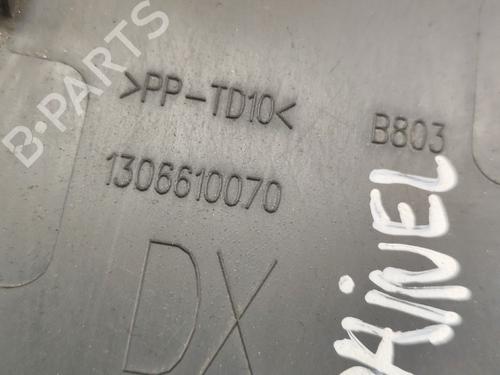 B-PARTS
>PP-TD10<
B803
1306610070
DX